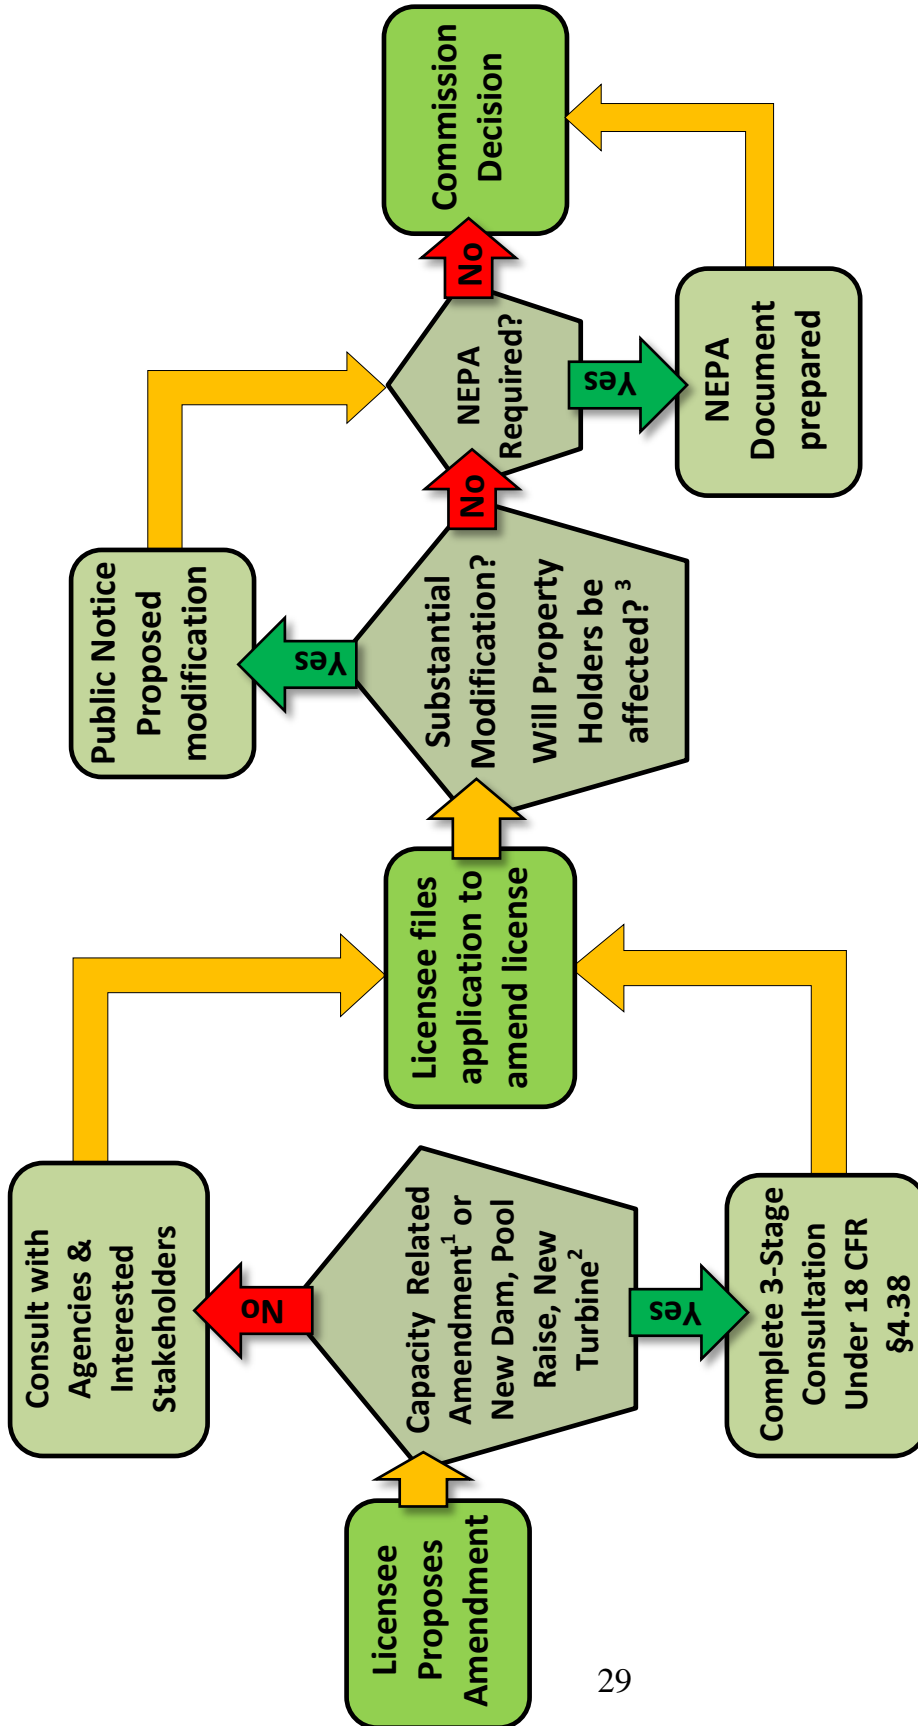 Licensee
Proposes
Amendment
Capacity Related
Amendment¹ or
New Dam, Pool
Raise, New
Turbine²
No
Consult with
Agencies &
Interested
Stakeholders
Yes
Complete 3-Stage
Consultation
Under 18 CFR
§4.38
Licensee files
application to
amend license
Substantial
Modification?
Will Property
Holders be
affected? ³
Yes
Public Notice
Proposed
modification
No
NEPA
Required?
Yes
NEPA
Document
prepared
No
Commission
Decision
29